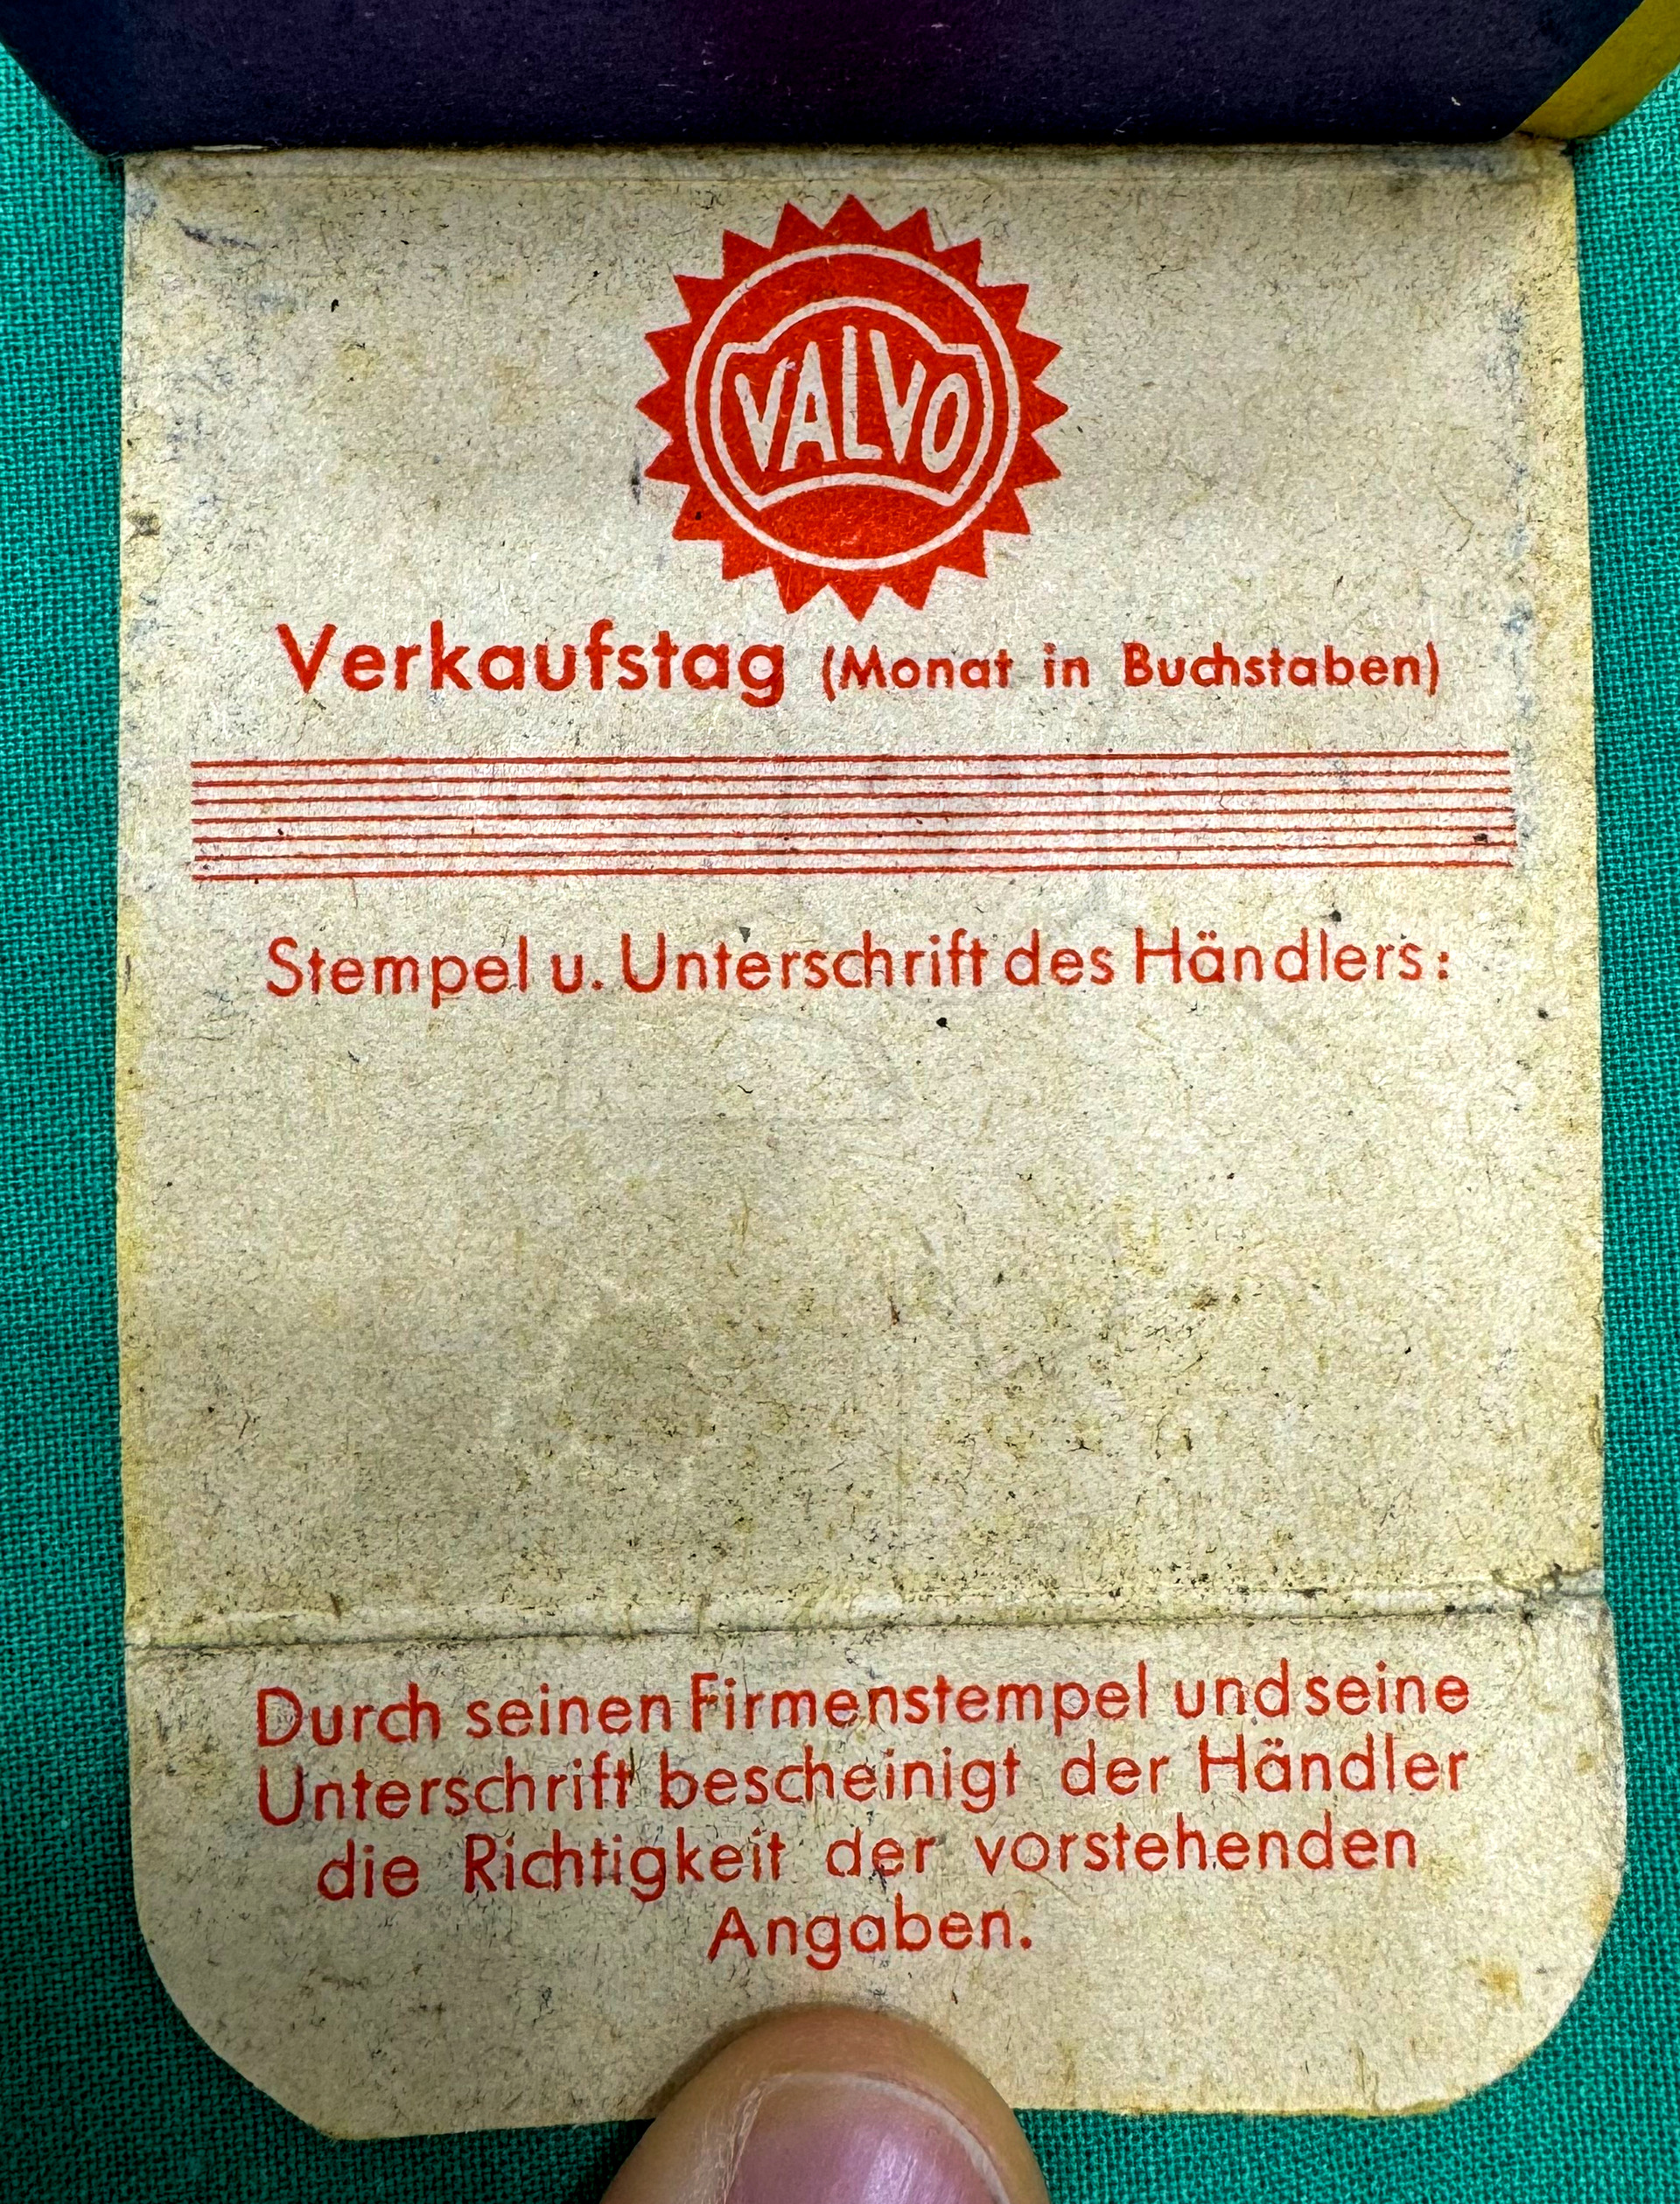 VALVO
Verkaufstag (Monat in Buchstaben)
Stempel u. Unterschrift des Händlers:
Durch seinen Firmenstempel und seine
Unterschrift bescheinigt der Händler
die Richtigkeit der vorstehenden
Angaben.